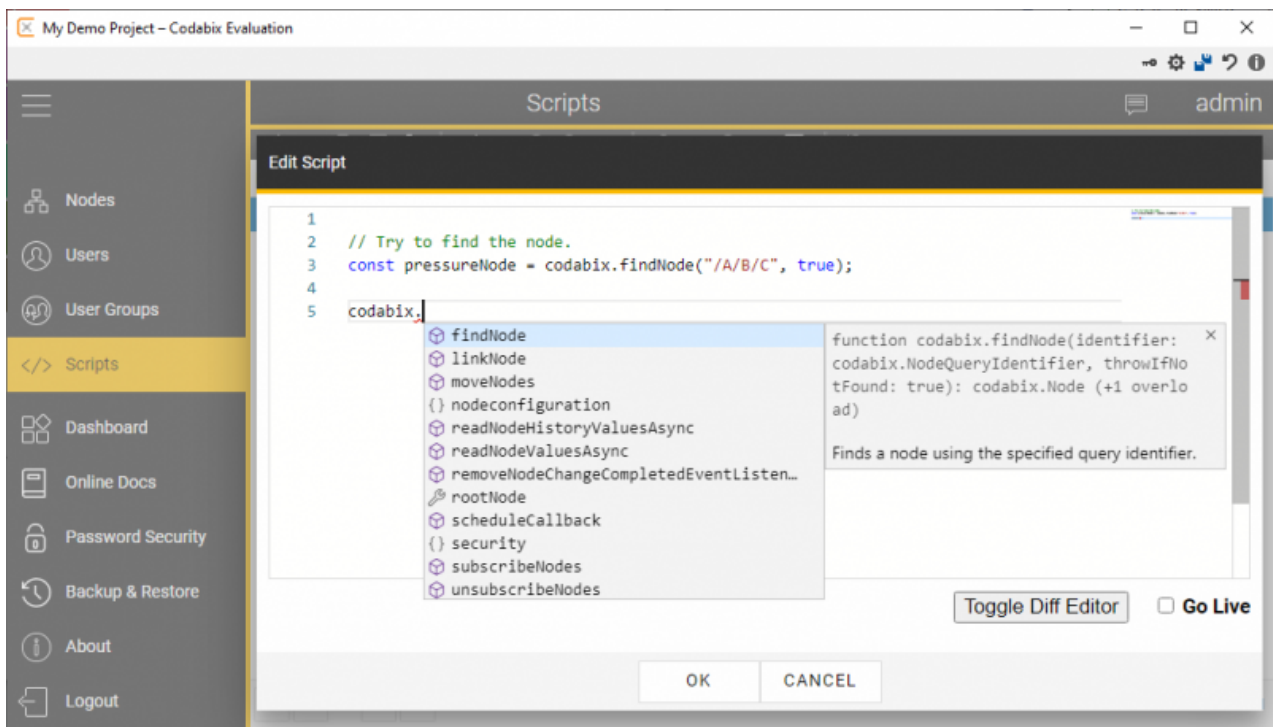 My Demo Project – Codabix Evaluation
Scripts
admin
Nodes
Users
User Groups
</> Scripts
Dashboard
Online Docs
Password Security
Backup & Restore
About
Logout
Edit Script
1
2 // Try to find the node.
3 const pressureNode = codabix.findNode("/A/B/C", true);
4
5 codabix.
findNode
linkNode
moveNodes
{} nodeconfiguration
readNodeHistoryValuesAsync
readNodeValuesAsync
removeNodeChangeCompletedEventListen…
rootNode
scheduleCallback
{} security
subscribeNodes
unsubscribeNodes
function codabix.findNode(identifier:
codabix.NodeQueryIdentifier, throwIfNo
tFound: true): codabix.Node (+1 overlo
ad)
Finds a node using the specified query identifier.
Toggle Diff Editor
Go Live
OK
CANCEL